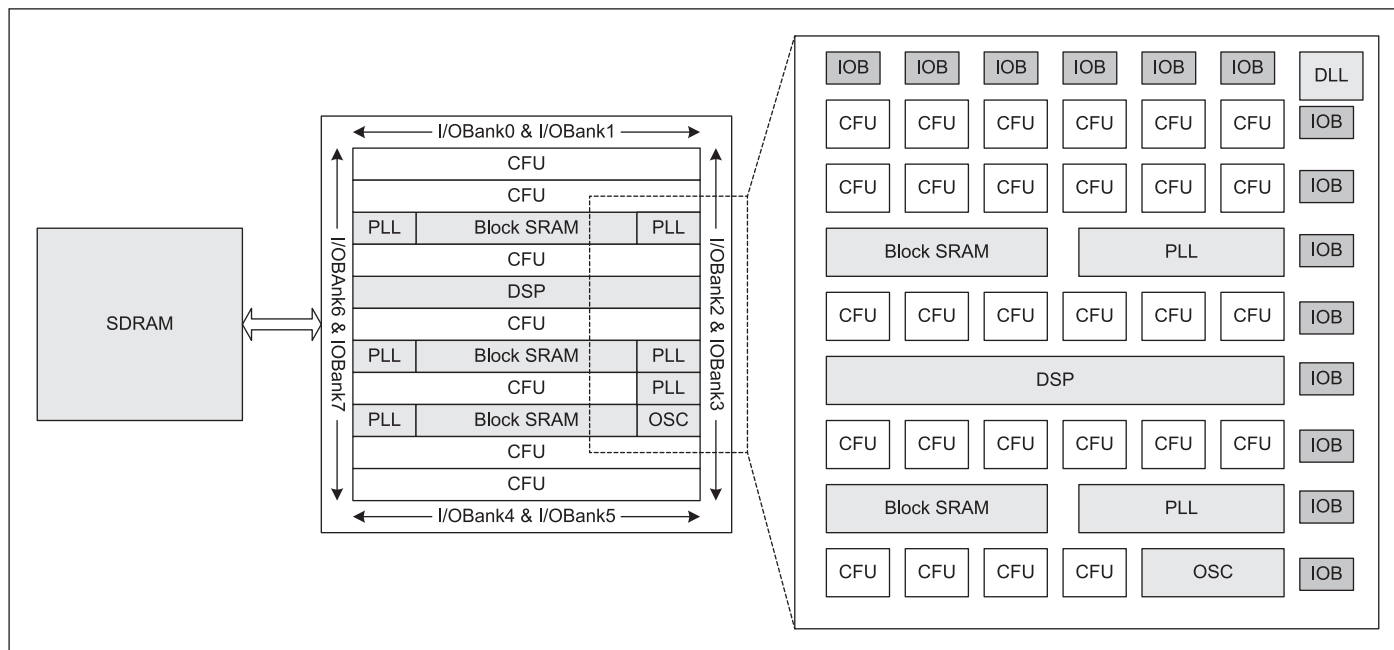 SDRAM
I/OBank0 & I/OBank1
I/OBAnk6 & IOBank7
CFU
CFU
PLL Block SRAM PLL
CFU
DSP
CFU
PLL Block SRAM PLL
CFU PLL
PLL Block SRAM OSC
CFU
CFU
I/OBank2 & IOBank3
I/OBank4 & I/OBank5
IOB IOB IOB IOB IOB IOB DLL
CFU CFU CFU CFU CFU CFU IOB
CFU CFU CFU CFU CFU CFU IOB
Block SRAM PLL IOB
CFU CFU CFU CFU CFU CFU IOB
DSP IOB
CFU CFU CFU CFU CFU CFU IOB
Block SRAM PLL IOB
CFU CFU CFU CFU OSC IOB